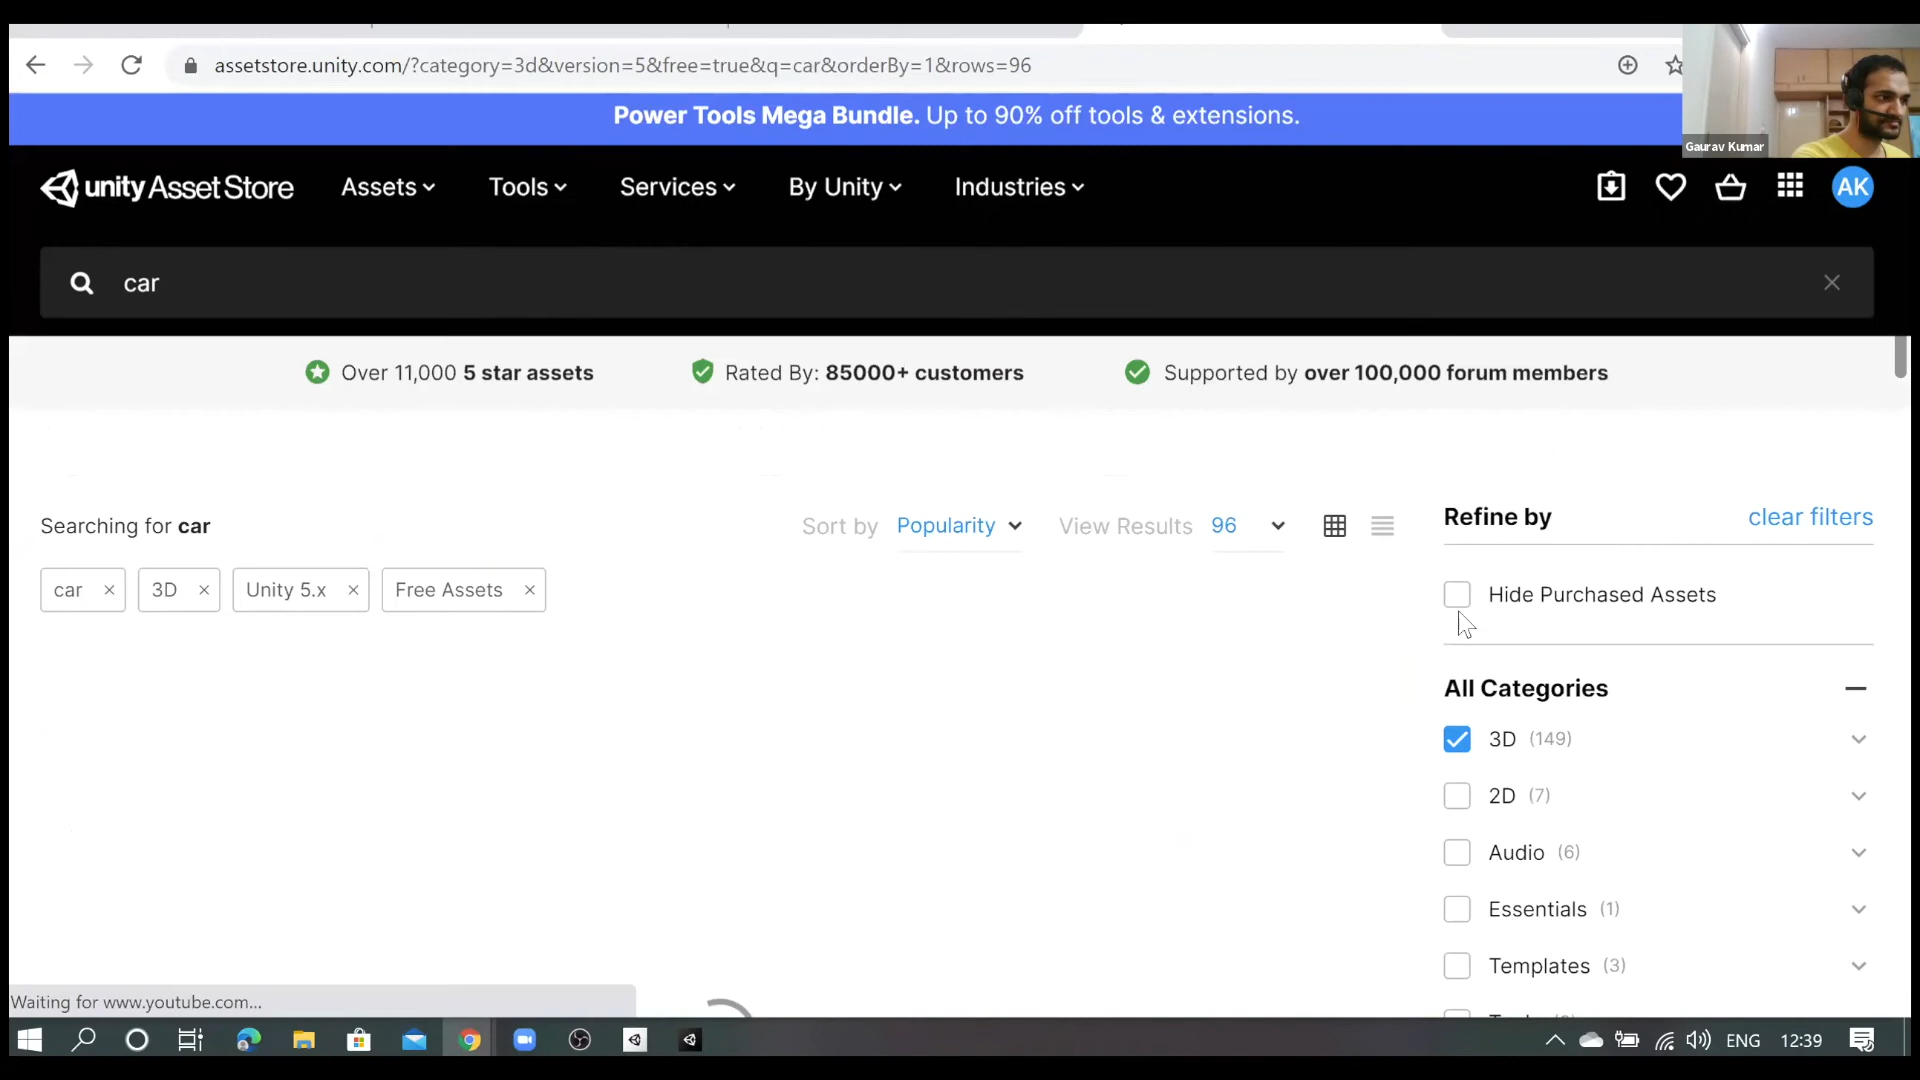 assetstore.unity.com/?category=3d&version=5&free=true&q=car&orderBy=1&rows=96
Power Tools Mega Bundle. Up to 90% off tools & extensions.
Gaurav Kumar
unity Asset Store Assets Tools Services By Unity Industries AK
car
Over 11,000 5 star assets Rated By: 85000+ customers Supported by over 100,000 forum members
Searching for car Sort by Popularity View Results 96
Refine by clear filters
car × 3D × Unity 5.x × Free Assets ×
Hide Purchased Assets
All Categories
3D (149)
2D (7)
Audio (6)
Essentials (1)
Templates (3)
Waiting for www.youtube.com...
ENG 12:39